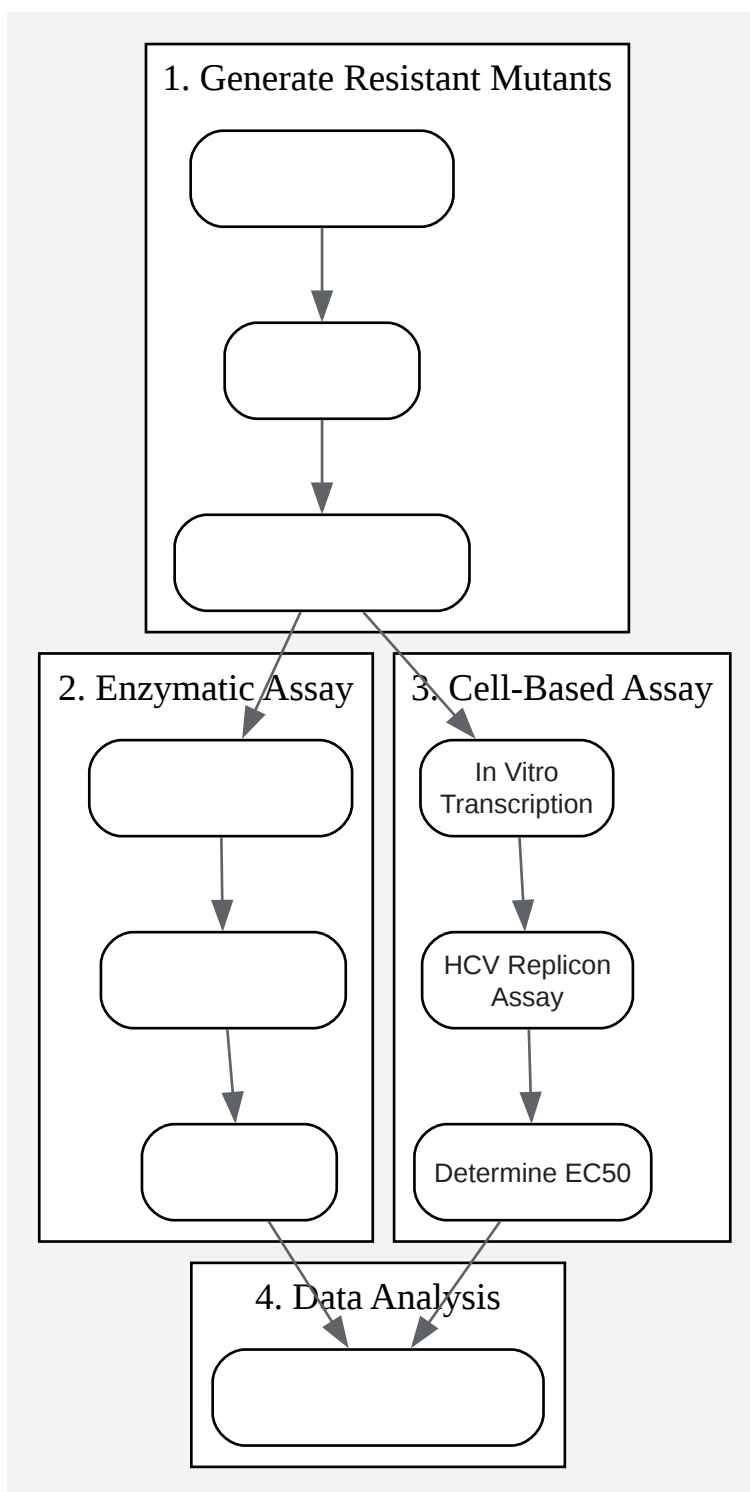 1. Generate Resistant Mutants
2. Enzymatic Assay
3. Cell-Based Assay
In Vitro
Transcription
HCV Replicon
Assay
Determine EC50
4. Data Analysis